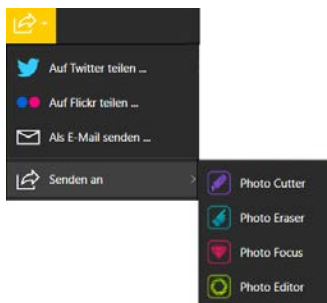 Auf Twitter teilen ...
Auf Flickr teilen ...
Als E-Mail senden ...
Senden an
Photo Cutter
Photo Eraser
Photo Focus
Photo Editor